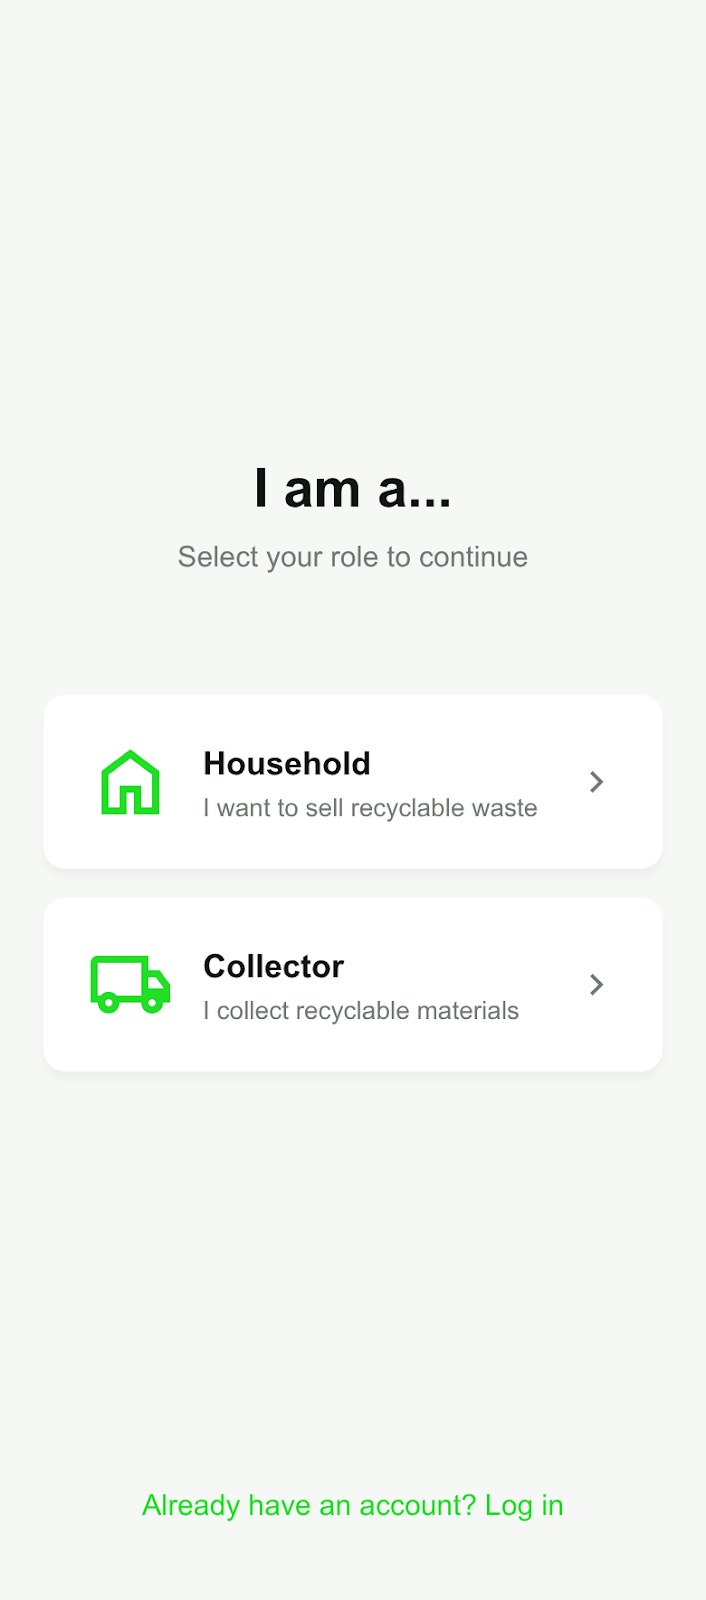 I am a...
Select your role to continue
Household
I want to sell recyclable waste
Collector
I collect recyclable materials
Already have an account? Log in